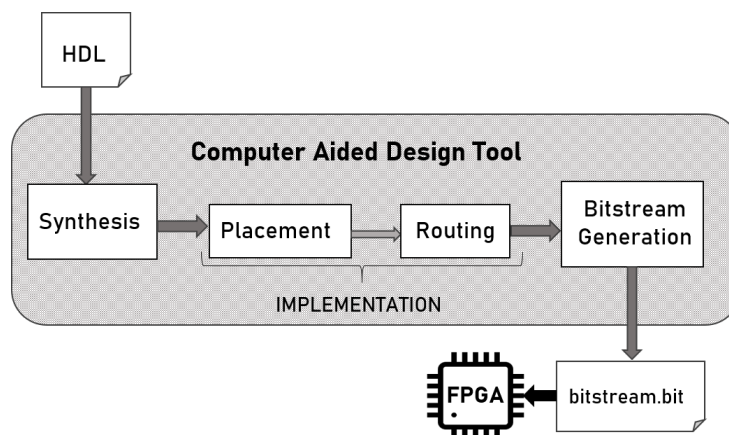 HDL
Computer Aided Design Tool
Synthesis
Placement
Routing
Bitstream
Generation
IMPLEMENTATION
FPGA
bitstream.bit